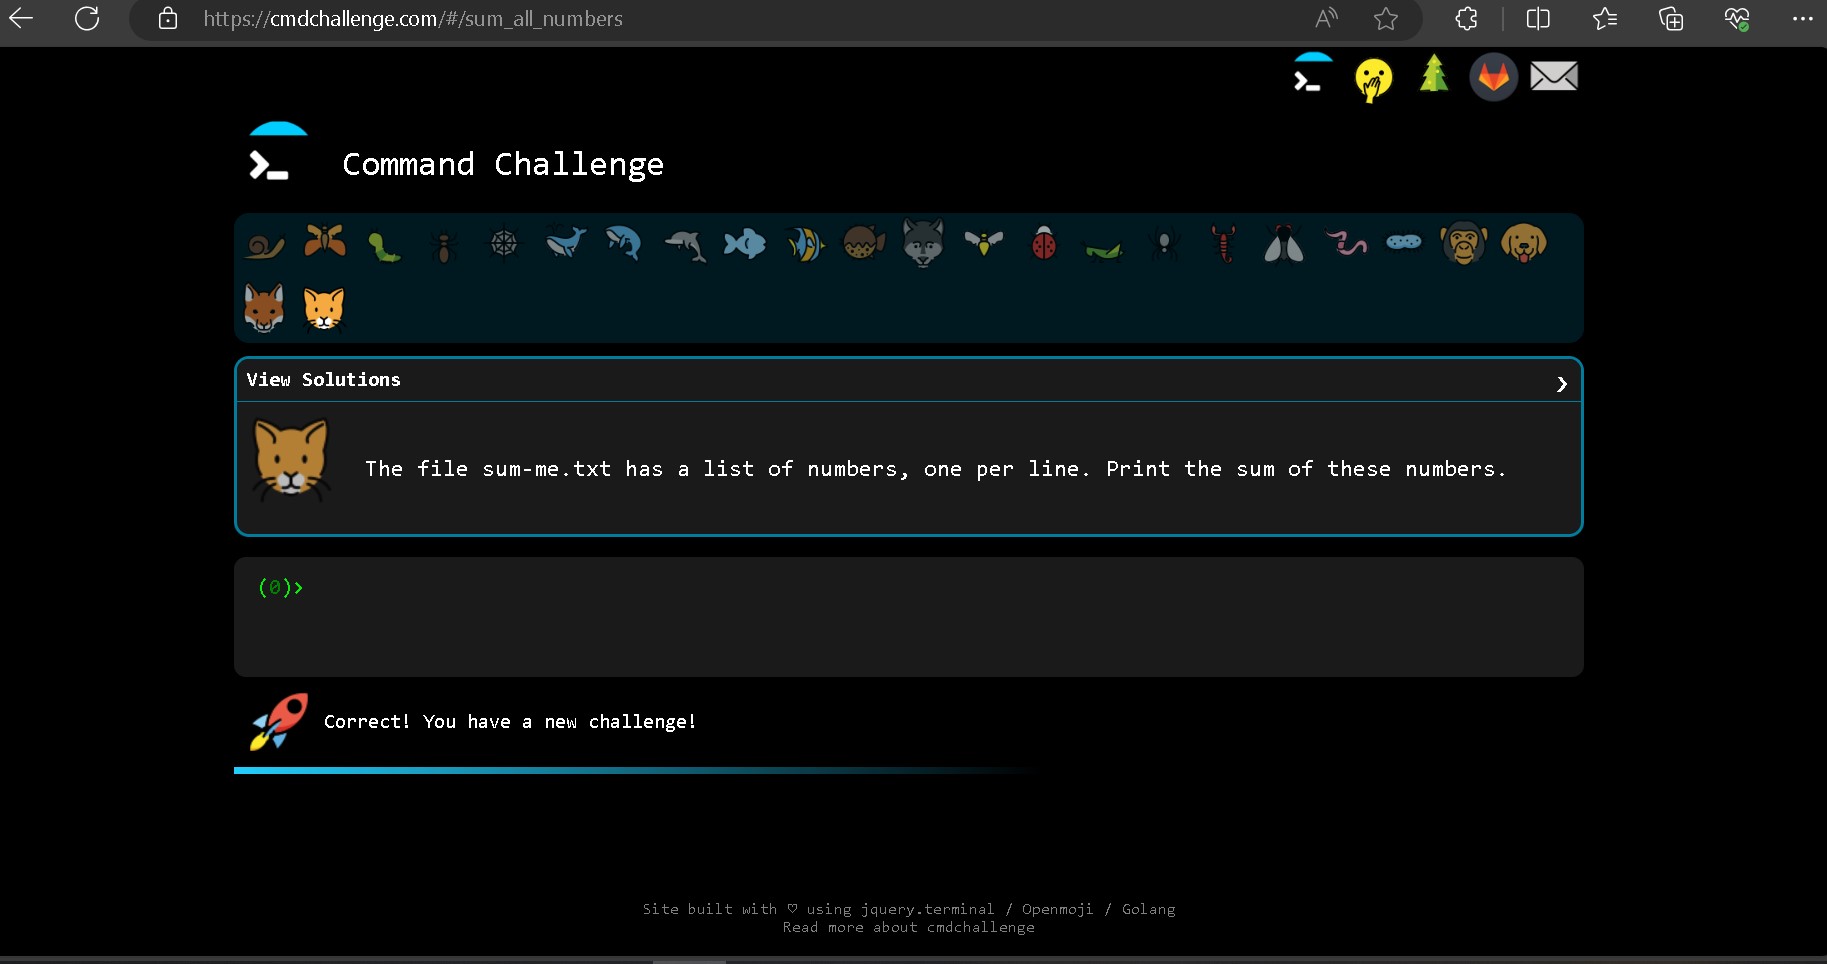 https://cmdchallenge.com/#/sum_all_numbers
Command Challenge
View Solutions
The file sum-me.txt has a list of numbers, one per line. Print the sum of these numbers.
(0)>
Correct! You have a new challenge!
Site built with ♡ using jquery.terminal / Openmoji / Golang
Read more about cmdchallenge